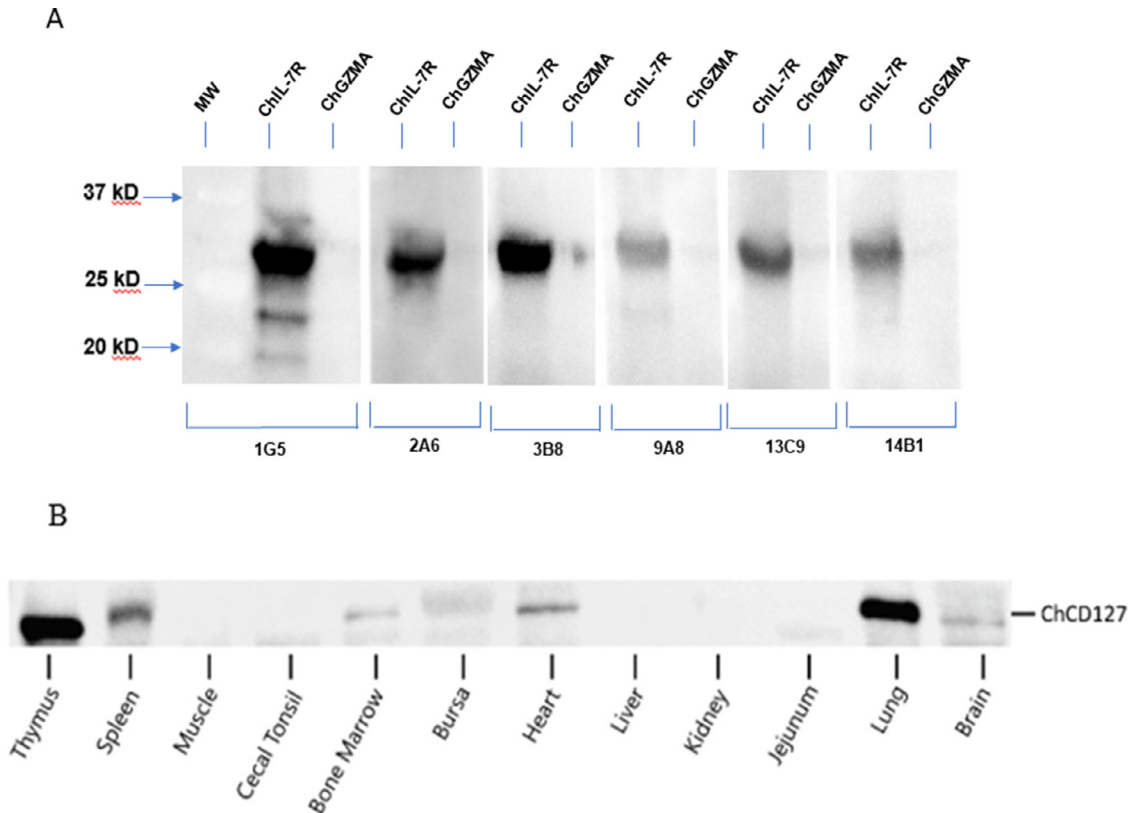 A
MW ChIL-7R ChGZMA ChIL-7R ChGZMA ChIL-7R ChGZMA ChIL-7R ChGZMA ChIL-7R ChGZMA ChIL-7R ChGZMA
37 kD
25 kD
20 kD
1G5 2A6 3B8 9A8 13C9 14B1
B
ChCD127
Thymus Spleen Muscle Cecal Tonsil Bone Marrow Bursa Heart Liver Kidney Jejunum Lung Brain